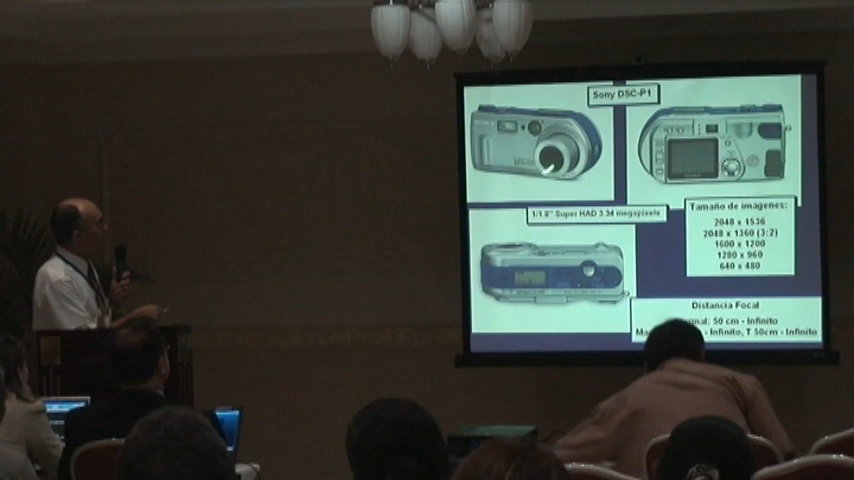 Sony DSC-P1
1/1.8" Super HAD 3.34 megapixels
Tamaño de imágenes:
2048 x 1536
2048 x 1360 (3:2)
1600 x 1200
1280 x 960
640 x 480
Distancia Focal
50 cm - Infinito
- Infinito, T 50cm - Infinito